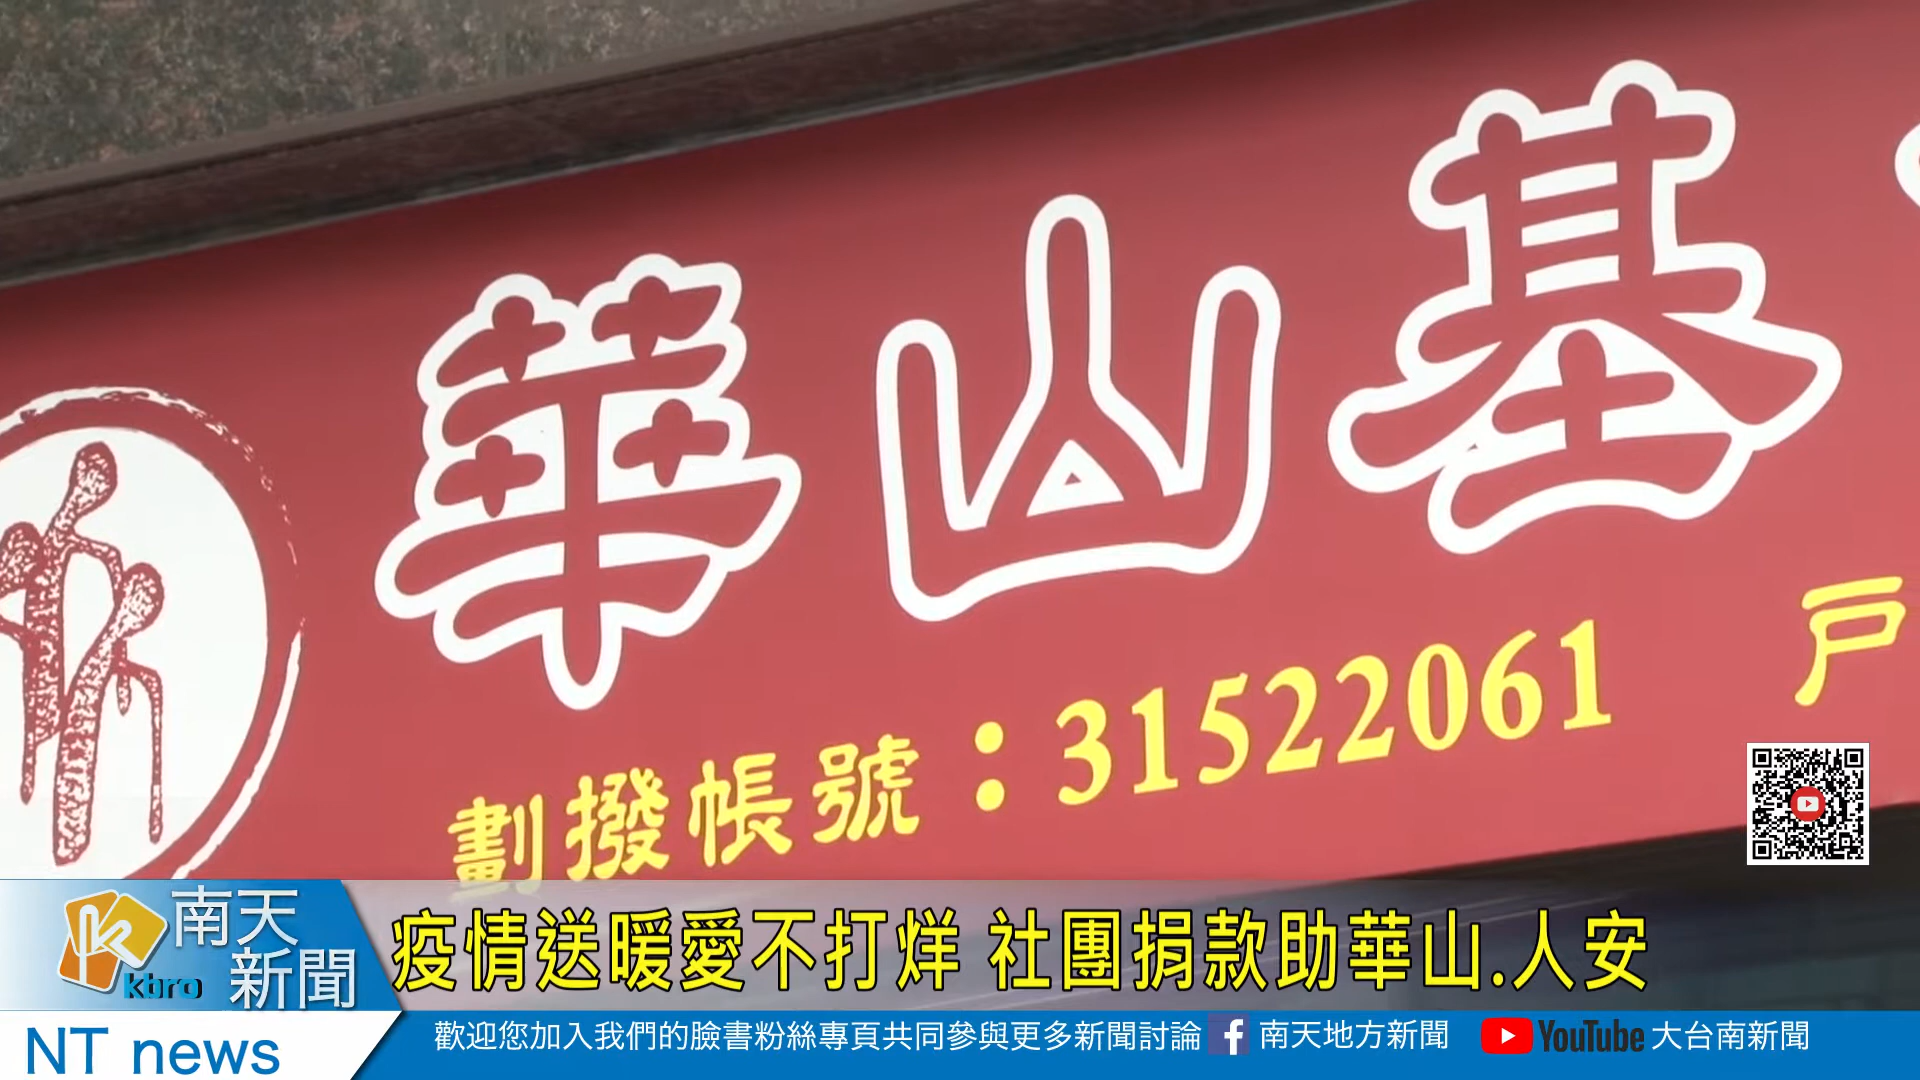 華山基
劃撥帳號：31522061
戶
南天
新聞
kbro
疫情送暖愛不打烊 社團捐款助華山.人安
NT news
歡迎您加入我們的臉書粉絲專頁共同參與更多新聞討論 f 南天地方新聞 YouTube 大台南新聞